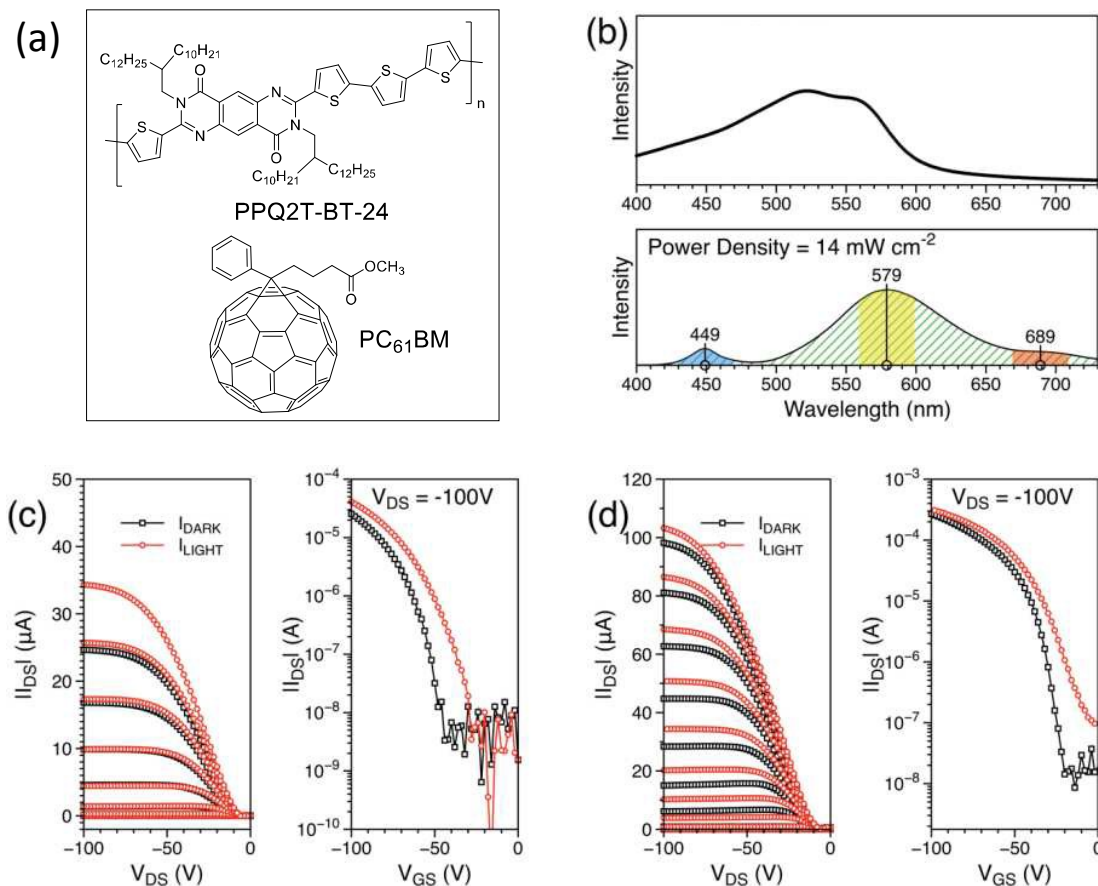 (a)
C10H21
C12H25
O
N
N
S
S
S
S
N
N
O
n
C10H21
C12H25
PPQ2T-BT-24
OCH3
O
PC61BM
(b)
Intensity
400 450 500 550 600 650 700
Power Density = 14 mW cm-2
579
449
689
Intensity
400 450 500 550 600 650 700
Wavelength (nm)
(c)
50
40
30
20
10
0
|IDS| (µA)
IDARK
ILIGHT
−100 −50 0
VDS (V)
VDS = -100V
10−4
10−5
10−6
10−7
10−8
10−9
10−10
|IDS| (A)
−100 −50 0
VGS (V)
(d)
120
100
80
60
40
20
0
|IDS| (µA)
IDARK
ILIGHT
−100 −50 0
VDS (V)
VDS = -100V
10−3
10−4
10−5
10−6
10−7
10−8
|IDS| (A)
−100 −50 0
VGS (V)